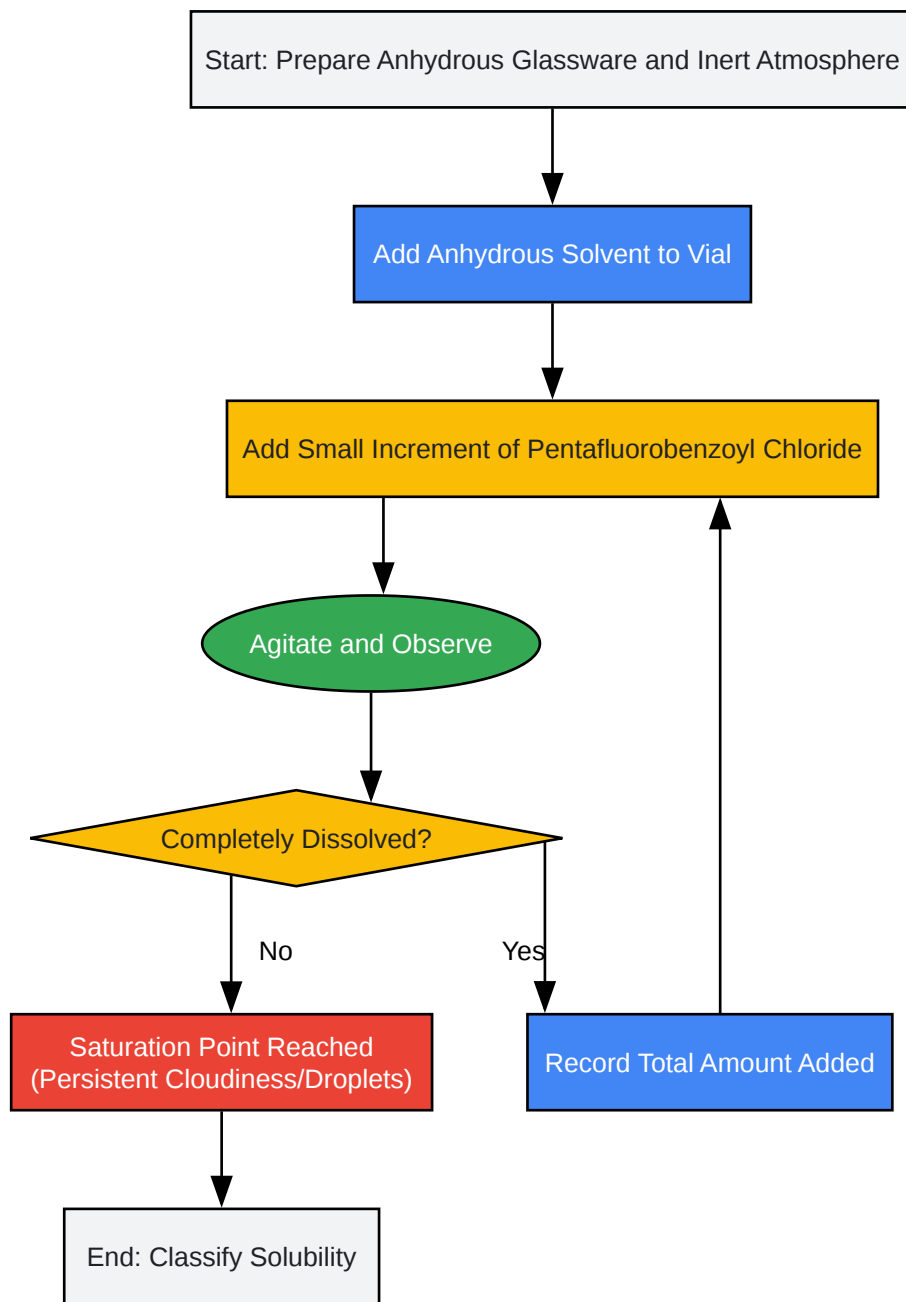 Start: Prepare Anhydrous Glassware and Inert Atmosphere
Add Anhydrous Solvent to Vial
Add Small Increment of Pentafluorobenzoyl Chloride
Agitate and Observe
Completely Dissolved?
No
Yes
Saturation Point Reached
(Persistent Cloudiness/Droplets)
Record Total Amount Added
End: Classify Solubility